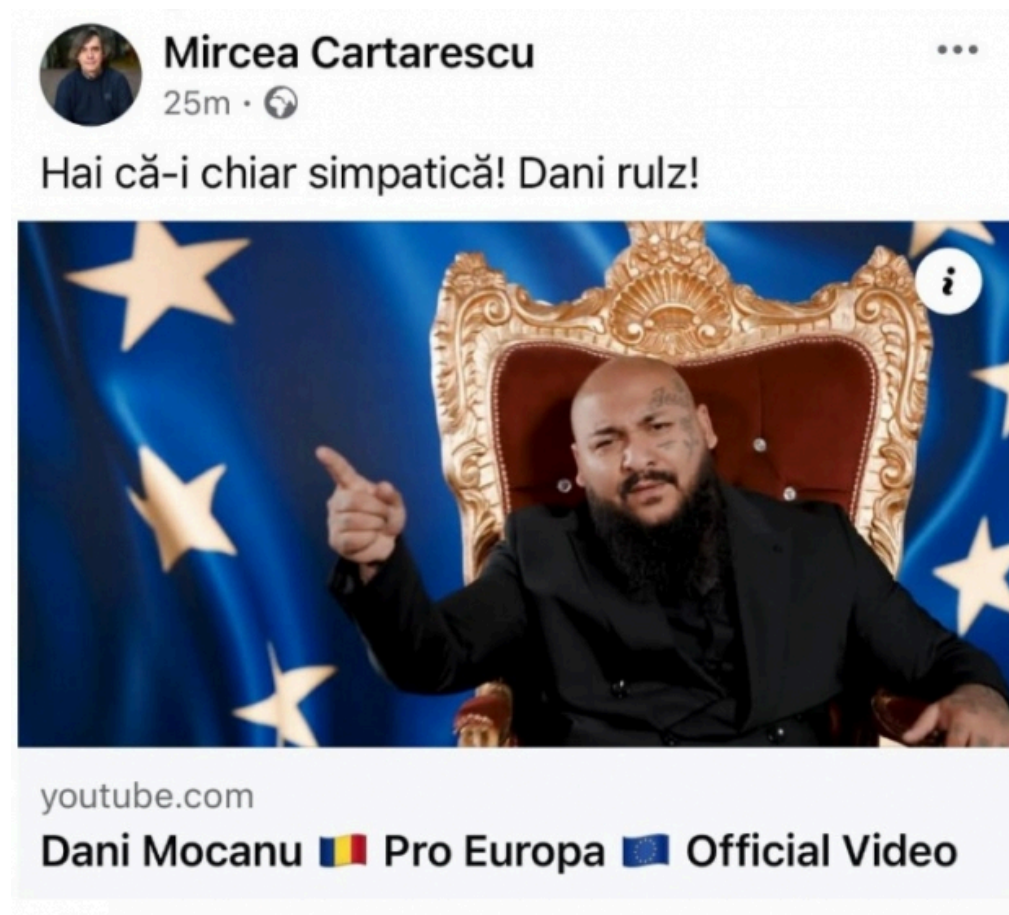 Mircea Cartarescu
25m ·
Hai că-i chiar simpatică! Dani rulz!
i
youtube.com
Dani Mocanu 🇷🇴 Pro Europa 🇪🇺 Official Video